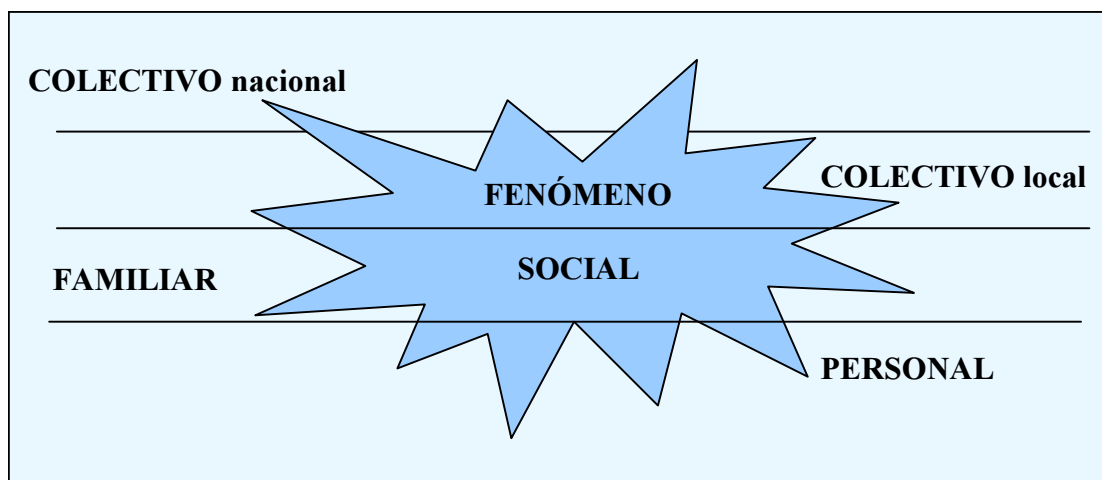 COLECTIVO nacional
COLECTIVO local
FENÓMENO
SOCIAL
FAMILIAR
PERSONAL